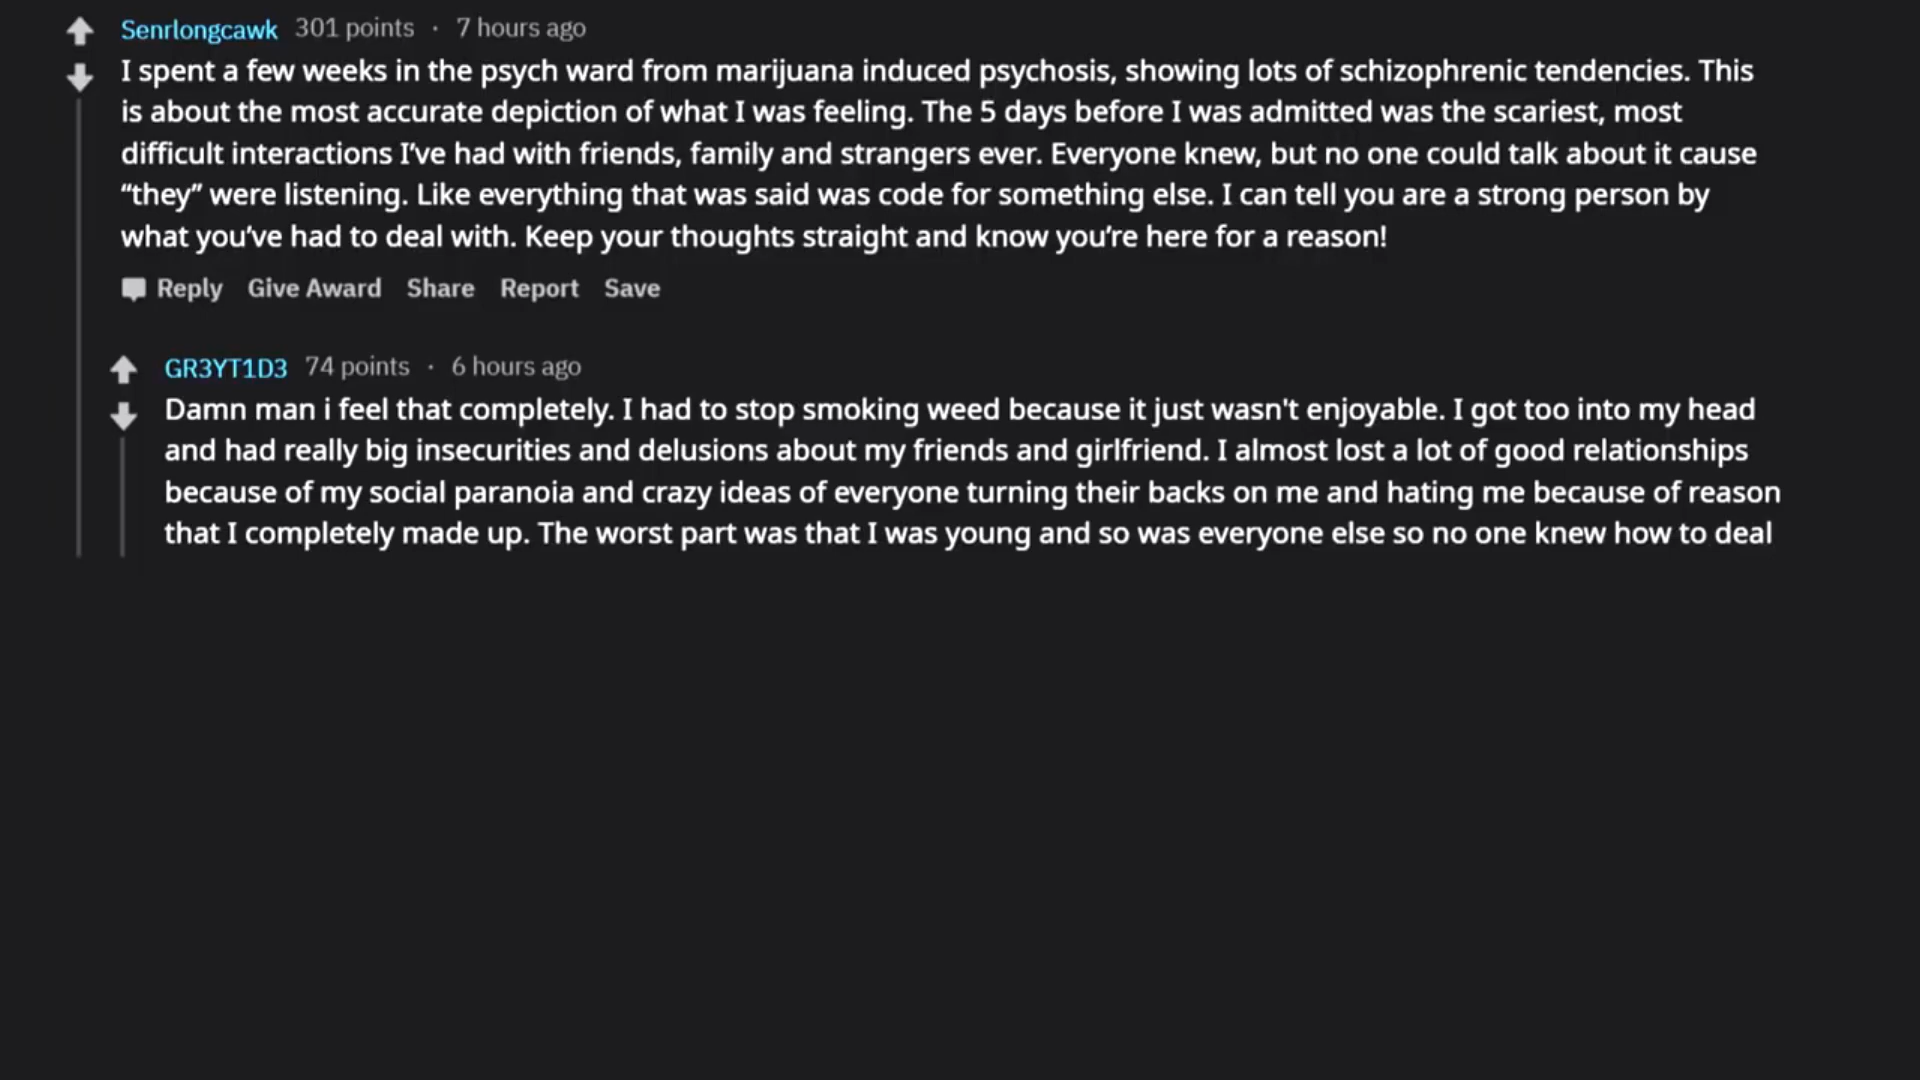 Senrlongcawk 301 points · 7 hours ago
I spent a few weeks in the psych ward from marijuana induced psychosis, showing lots of schizophrenic tendencies. This
is about the most accurate depiction of what I was feeling. The 5 days before I was admitted was the scariest, most
difficult interactions I’ve had with friends, family and strangers ever. Everyone knew, but no one could talk about it cause
“they” were listening. Like everything that was said was code for something else. I can tell you are a strong person by
what you’ve had to deal with. Keep your thoughts straight and know you’re here for a reason!
Reply Give Award Share Report Save
GR3YT1D3 74 points · 6 hours ago
Damn man i feel that completely. I had to stop smoking weed because it just wasn't enjoyable. I got too into my head
and had really big insecurities and delusions about my friends and girlfriend. I almost lost a lot of good relationships
because of my social paranoia and crazy ideas of everyone turning their backs on me and hating me because of reason
that I completely made up. The worst part was that I was young and so was everyone else so no one knew how to deal